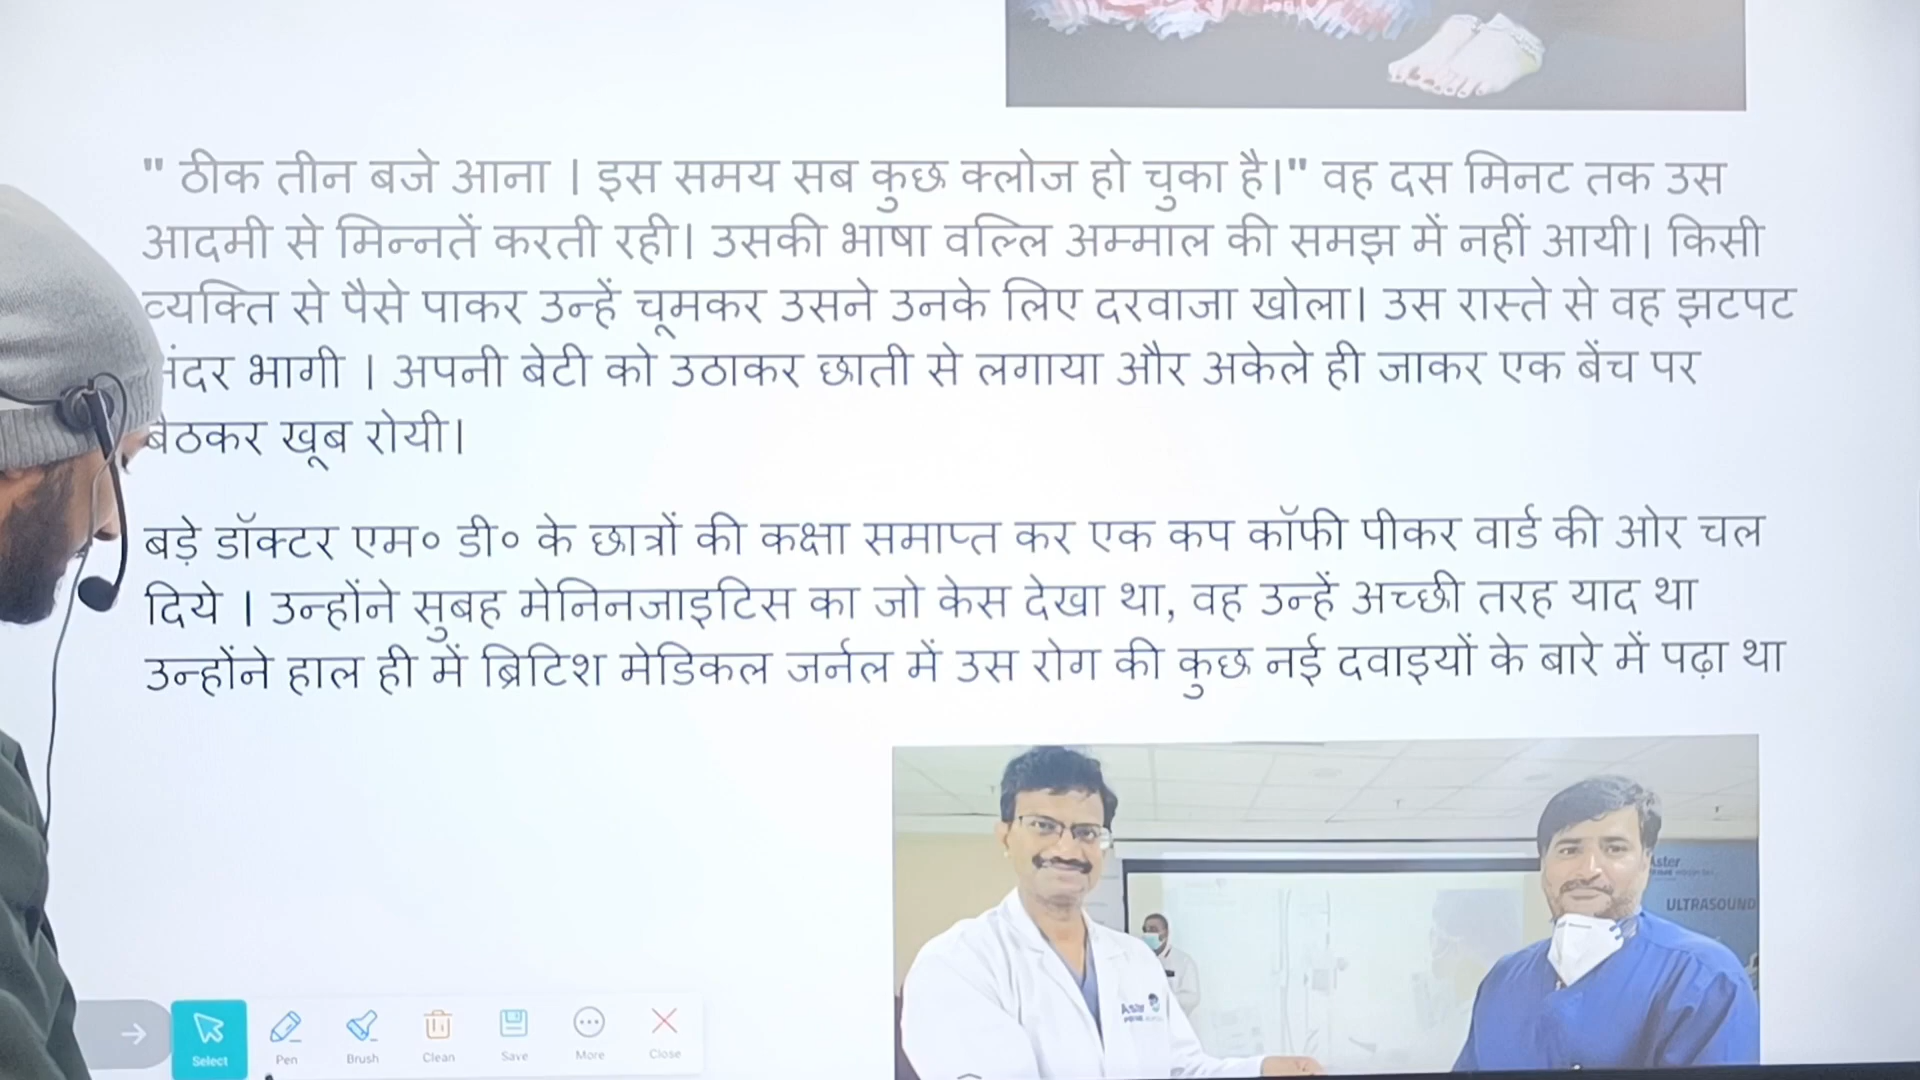 " ठीक तीन बजे आना । इस समय सब कुछ क्लोज हो चुका है।" वह दस मिनट तक उस
आदमी से मिन्नतें करती रही। उसकी भाषा वल्लि अम्माल की समझ में नहीं आयी। किसी
व्यक्ति से पैसे पाकर उन्हें चूमकर उसने उनके लिए दरवाजा खोला। उस रास्ते से वह झटपट
ंदर भागी । अपनी बेटी को उठाकर छाती से लगाया और अकेले ही जाकर एक बेंच पर
बैठकर खूब रोयी।
बड़े डॉक्टर एम० डी० के छात्रों की कक्षा समाप्त कर एक कप कॉफी पीकर वार्ड की ओर चल
दिये । उन्होंने सुबह मेनिनजाइटिस का जो केस देखा था, वह उन्हें अच्छी तरह याद था
उन्होंने हाल ही में ब्रिटिश मेडिकल जर्नल में उस रोग की कुछ नई दवाइयों के बारे में पढ़ा था
Aster
ULTRASOUND
Aster
Select Pen Brush Clean Save More Close